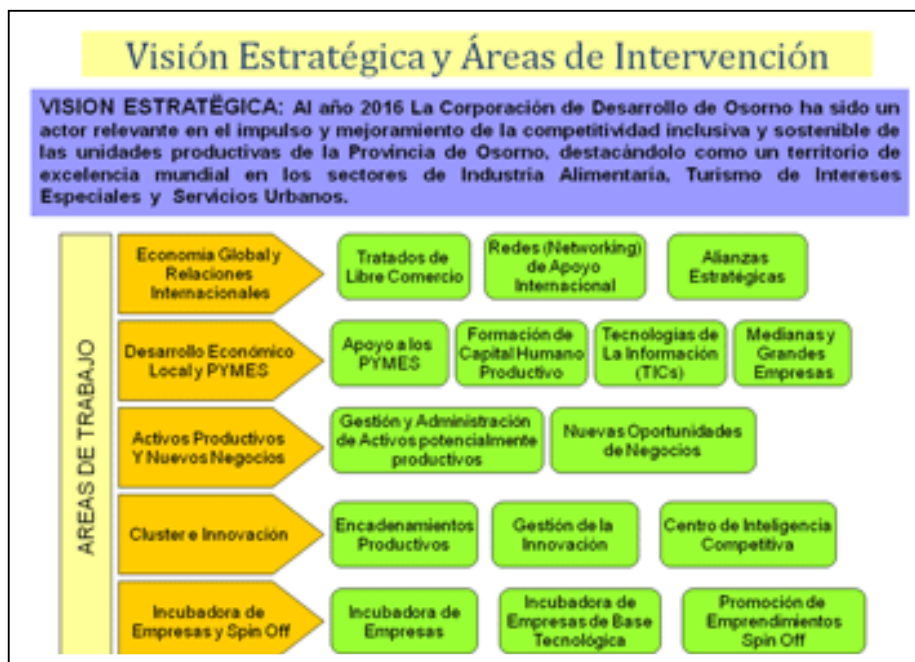 Visión Estratégica y Áreas de Intervención
VISION ESTRATËGICA: Al año 2016 La Corporación de Desarrollo de Osorno ha sido un
actor relevante en el impulso y mejoramiento de la competitividad inclusiva y sostenible de
las unidades productivas de la Provincia de Osorno, destacándolo como un territorio de
excelencia mundial en los sectores de Industria Alimentaria, Turismo de Intereses
Especiales y Servicios Urbanos.
AREAS DE TRABAJO
Economía Global y
Relaciones
Internacionales
Tratados de
Libre Comercio
Redes (Networking)
de Apoyo
Internacional
Alianzas
Estratégicas
Desarrollo Económico
Local y PYMES
Apoyo a los
PYMES
Formación de
Capital Humano
Productivo
Tecnologías de
La Información
(TICs)
Medianas y
Grandes
Empresas
Activos Productivos
Y Nuevos Negocios
Gestión y Administración
de Activos potencialmente
productivos
Nuevas Oportunidades
de Negocios
Cluster e Innovación
Encadenamientos
Productivos
Gestión de la
Innovación
Centro de Inteligencia
Competitiva
Incubadora de
Empresas y Spin Off
Incubadora de
Empresas
Incubadora de
Empresas de Base
Tecnológica
Promoción de
Emprendimientos
Spin Off